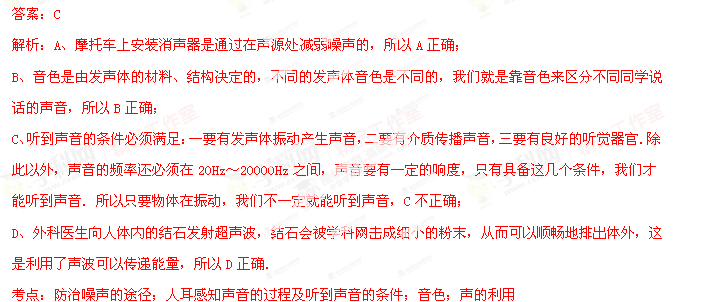 答案：C
解析：A、摩托车上安装消声器是通过在声源处减弱噪声的，所以 A 正确；
B、音色是由发声体的材料、结构决定的，不同的发声体音色是不同的，我们就是靠音色来区分不同同学说
话的声音，所以 B 正确；
C、听到声音的条件必须满足：一要有发声体振动产生声音，二要有介质传播声音，三要有良好的听觉器官.除
此以外，声音的频率还必须在 20Hz～20000Hz 之间，声音要有一定的响度，只有具备这几个条件，我们才
能听到声音．所以只要物体在振动，我们不一定就能听到声音，C 不正确；
D、外科医生向人体内的结石发射超声波，结石会被学科网击成细小的粉末，从而可以顺畅地排出体外，这
是利用了声波可以传递能量，所以 D 正确.
考点：防治噪声的途径；人耳感知声音的过程及听到声音的条件；音色；声的利用